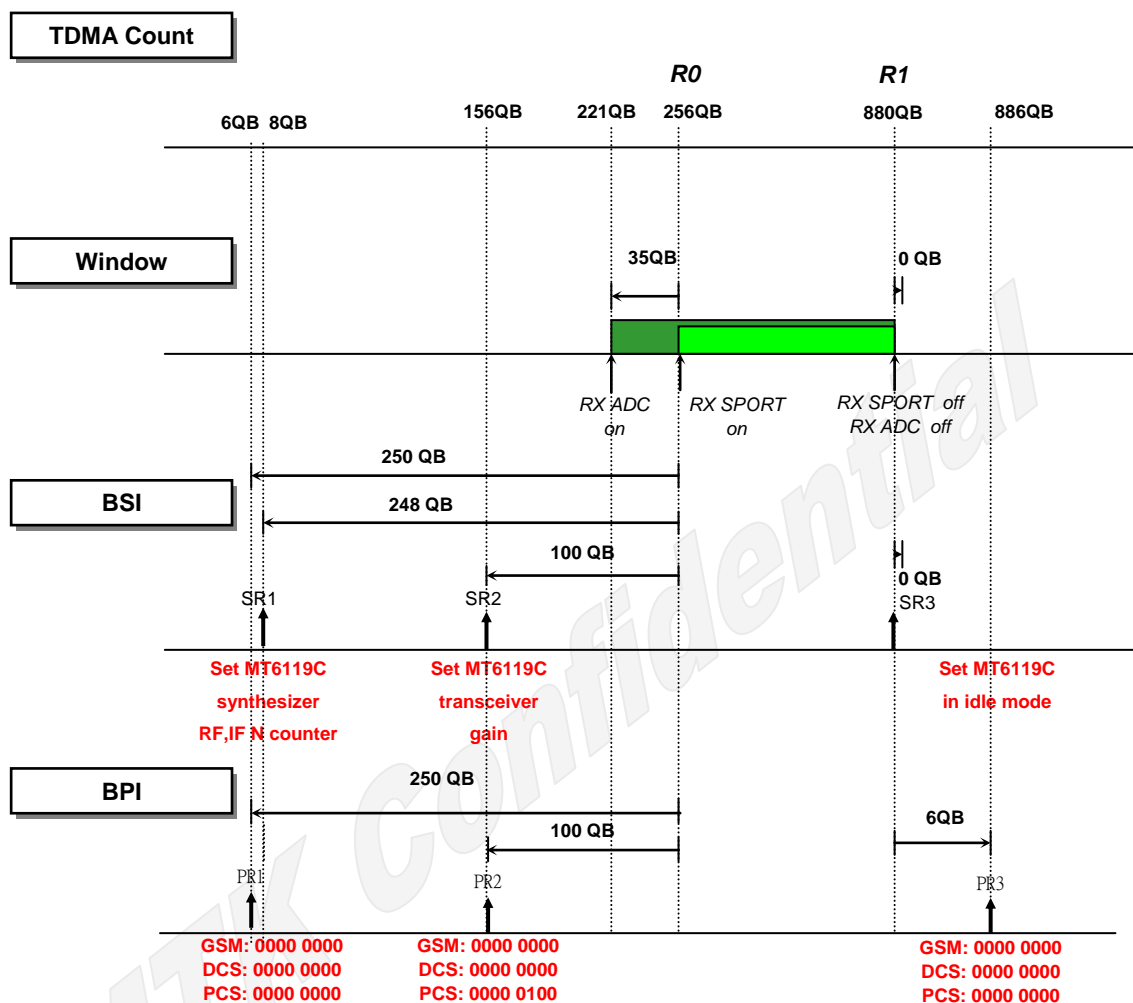 TDMA Count
R0 R1
6QB 8QB 156QB 221QB 256QB 880QB 886QB
Window
35QB 0 QB
RX ADC on
RX SPORT on
RX SPORT off
RX ADC off
250 QB
BSI
248 QB
100 QB
0 QB
SR1 SR2 SR3
Set MT6119C
synthesizer
RF,IF N counter
Set MT6119C
transceiver
gain
Set MT6119C
in idle mode
BPI
250 QB
100 QB
6QB
PR1 PR2 PR3
GSM: 0000 0000
DCS: 0000 0000
PCS: 0000 0000
GSM: 0000 0000
DCS: 0000 0000
PCS: 0000 0100
GSM: 0000 0000
DCS: 0000 0000
PCS: 0000 0000
MTK Confidential